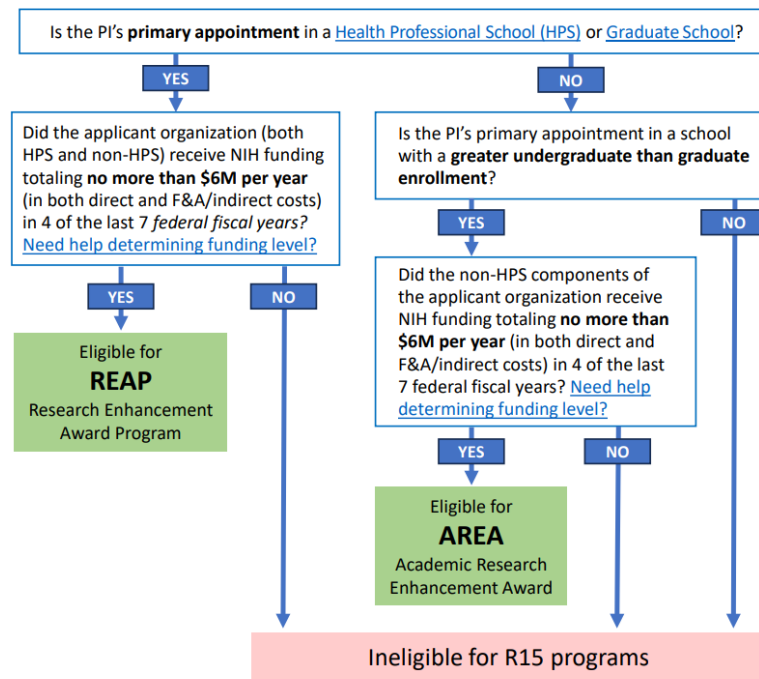 Is the PI's primary appointment in a Health Professional School (HPS) or Graduate School?
YES
NO
Did the applicant organization (both
HPS and non-HPS) receive NIH funding
totaling no more than $6M per year
(in both direct and F&A/indirect costs)
in 4 of the last 7 federal fiscal years?
Need help determining funding level?
Is the PI's primary appointment in a school
with a greater undergraduate than graduate
enrollment?
YES
NO
YES
NO
Did the non-HPS components of
the applicant organization receive
NIH funding totaling no more than
$6M per year (in both direct and
F&A/indirect costs) in 4 of the last
7 federal fiscal years? Need help
determining funding level?
Eligible for
REAP
Research Enhancement
Award Program
YES
NO
Eligible for
AREA
Academic Research
Enhancement Award
Ineligible for R15 programs